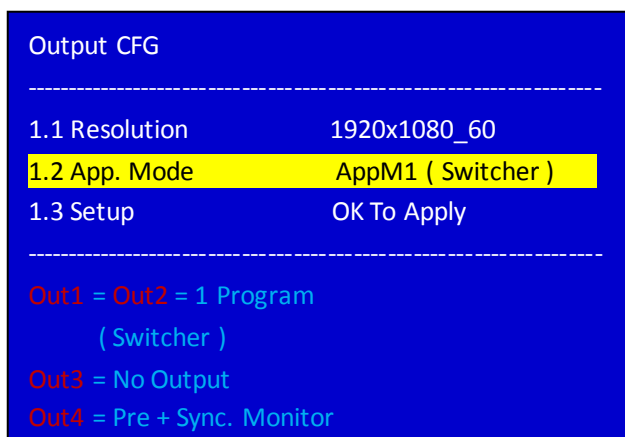 Output CFG
----------------------------------------------------------------------
1.1 Resolution 1920x1080_60
1.2 App. Mode AppM1 ( Switcher )
1.3 Setup OK To Apply
----------------------------------------------------------------------
Out1 = Out2 = 1 Program
( Switcher )
Out3 = No Output
Out4 = Pre + Sync. Monitor